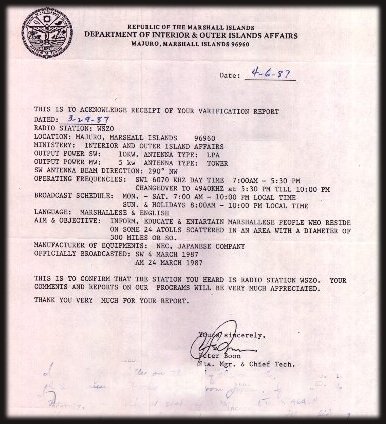 REPUBLIC OF THE MARSHALL ISLANDS
DEPARTMENT OF INTERIOR & OUTER ISLANDS AFFAIRS
MAJURO, MARSHALL ISLANDS 96960
Date: 4-6-87
THIS IS TO ACKNOWLEDGE RECEIPT OF YOUR VARIFICATION REPORT
DATED: 3-29-87
RADIO STATION: WSZO
LOCATION: MAJURO, MARSHALL ISLANDS 96960
MINISTERY: INTERIOR AND OUTER ISLAND AFFAIRS
OUTPUT POWER SW: 10KW, ANTENNA TYPE: LPA
OUTPUT POWER MW: 5 kW ANTENNA TYPE: TOWER
SW ANTENNA BEAM DIRECTION: 290° NW
OPERATING FREQUENCIES: SW1 6070 KHZ DAY TIME 7:00AM - 5:30 PM
CHANGEOVER TO 4940KHZ at 5:30 PM TILL 10:00 PM
BROADCAST SCHEDULE: MON. - SAT. 7:00 AM - 10:00 PM LOCAL TIME
SUN. & HOLIDAYS 8:00AM - 10:00 PM LOCAL TIME
LANGUAGE: MARSHALLESS & ENGLISH
AIM & OBJECTIVE: INFORM, EDUCATE & ENTARTAIN MARSHALLESE PEOPLE WHO RESIDE
ON SOME 24 ATOLLS SCATTERED IN AN AREA WITH A DIAMETER OF
300 MILES OR SO.
MANUFACTURER OF EQUIPMENTS: NEC, JAPANESE COMPANY
OFFICIALLY BROADCASTED: SW 4 MARCH 1987
AM 24 MARCH 1987
THIS IS TO CONFIRM THAT THE STATION YOU HEARD IS RADIO STATION WSZO. YOUR
COMMENTS AND REPORTS ON OUR PROGRAMS WILL BE VERY MUCH APPRECIATED.
THANK YOU VERY MUCH FOR YOUR REPORT.
Yours sincerely,
Peter Boon
Sta. Mgr. & Chief Tech.